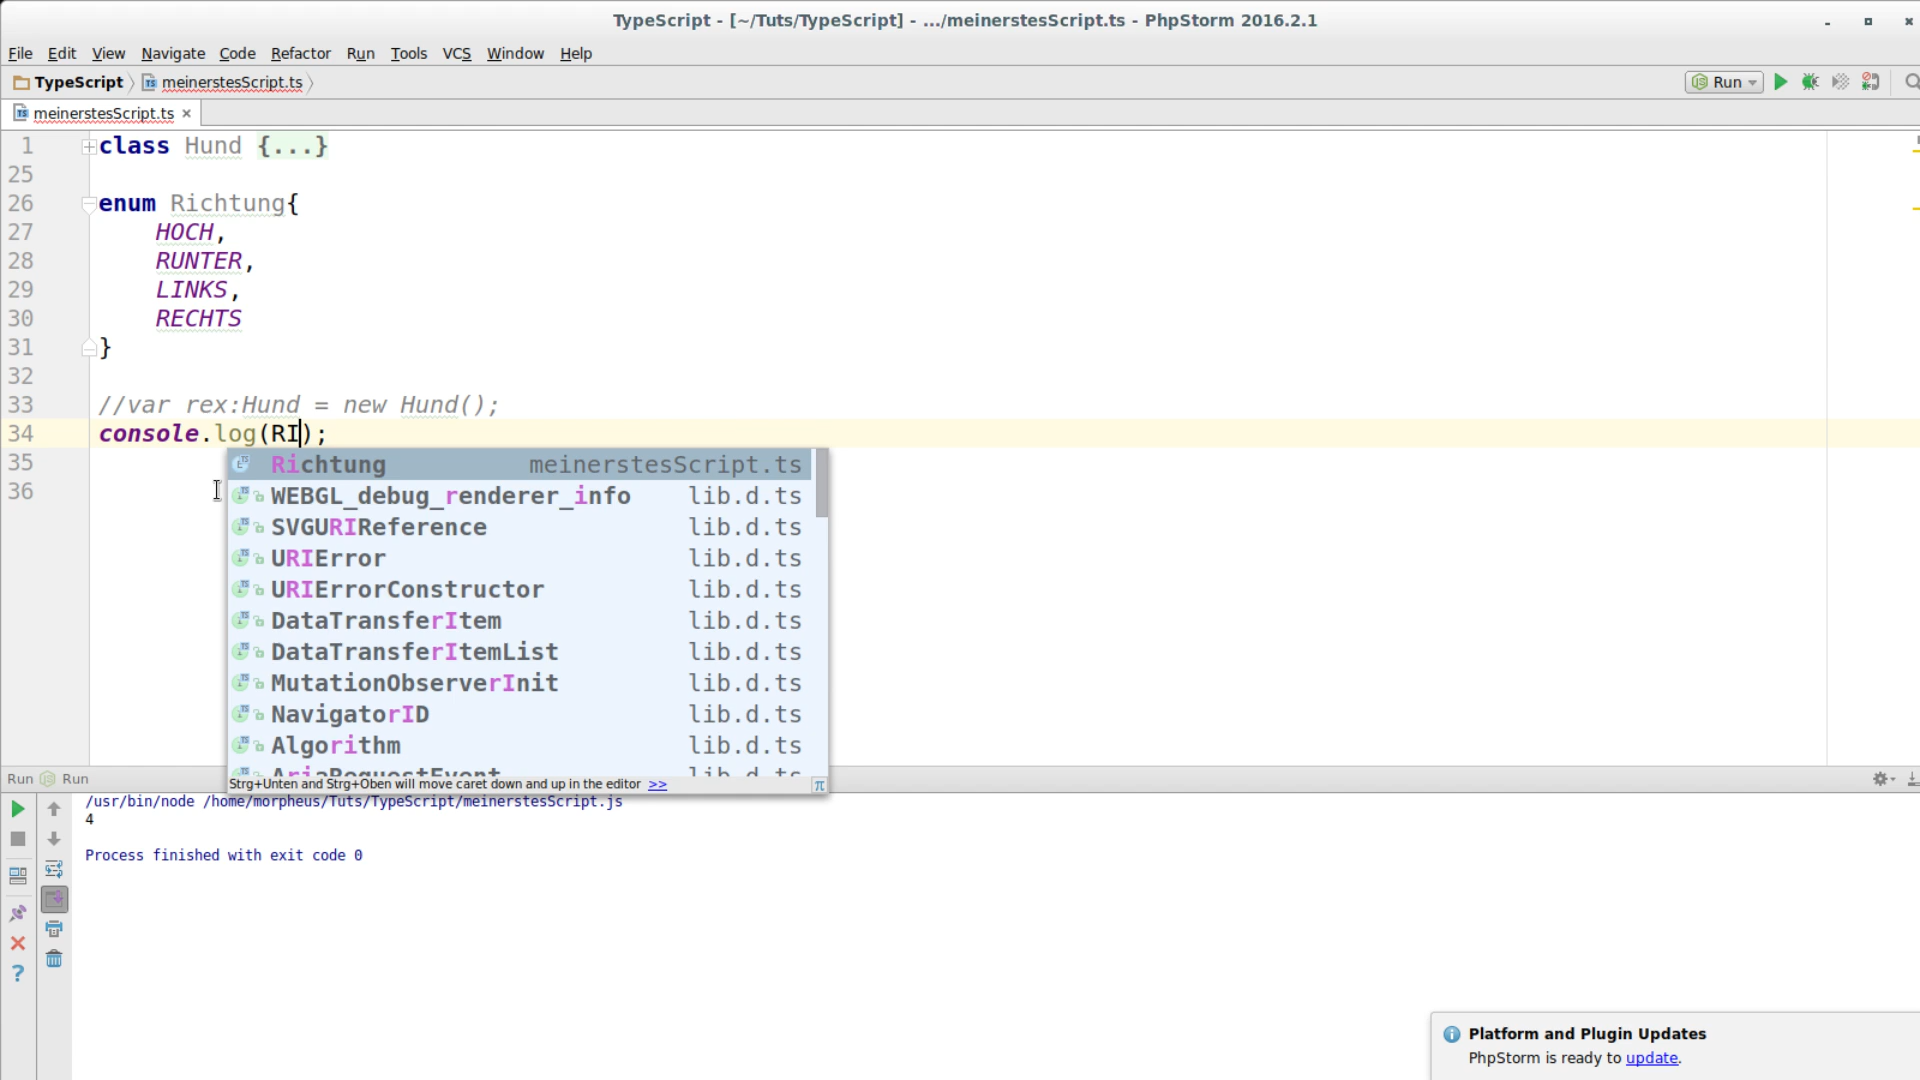 TypeScript - [~/Tuts/TypeScript] - .../meinerstesScript.ts - PhpStorm 2016.2.1
File Edit View Navigate Code Refactor Run Tools VCS Window Help
TypeScript meinerstesScript.ts Run
meinerstesScript.ts
1 class Hund {...}
25
26 enum Richtung{
27 HOCH,
28 RUNTER,
29 LINKS,
30 RECHTS
31 }
32
33 //var rex:Hund = new Hund();
34 console.log(RI);
35
36
Richtung meinerstesScript.ts
WEBGL_debug_renderer_info lib.d.ts
SVGURIReference lib.d.ts
URIError lib.d.ts
URIErrorConstructor lib.d.ts
DataTransferItem lib.d.ts
DataTransferItemList lib.d.ts
MutationObserverInit lib.d.ts
NavigatorID lib.d.ts
Algorithm lib.d.ts
AriaRequestEvent lib.d.ts
Strg+Unten and Strg+Oben will move caret down and up in the editor >> π
Run Run
/usr/bin/node /home/morpheus/Tuts/TypeScript/meinerstesScript.js
4
Process finished with exit code 0
Platform and Plugin Updates
PhpStorm is ready to update.